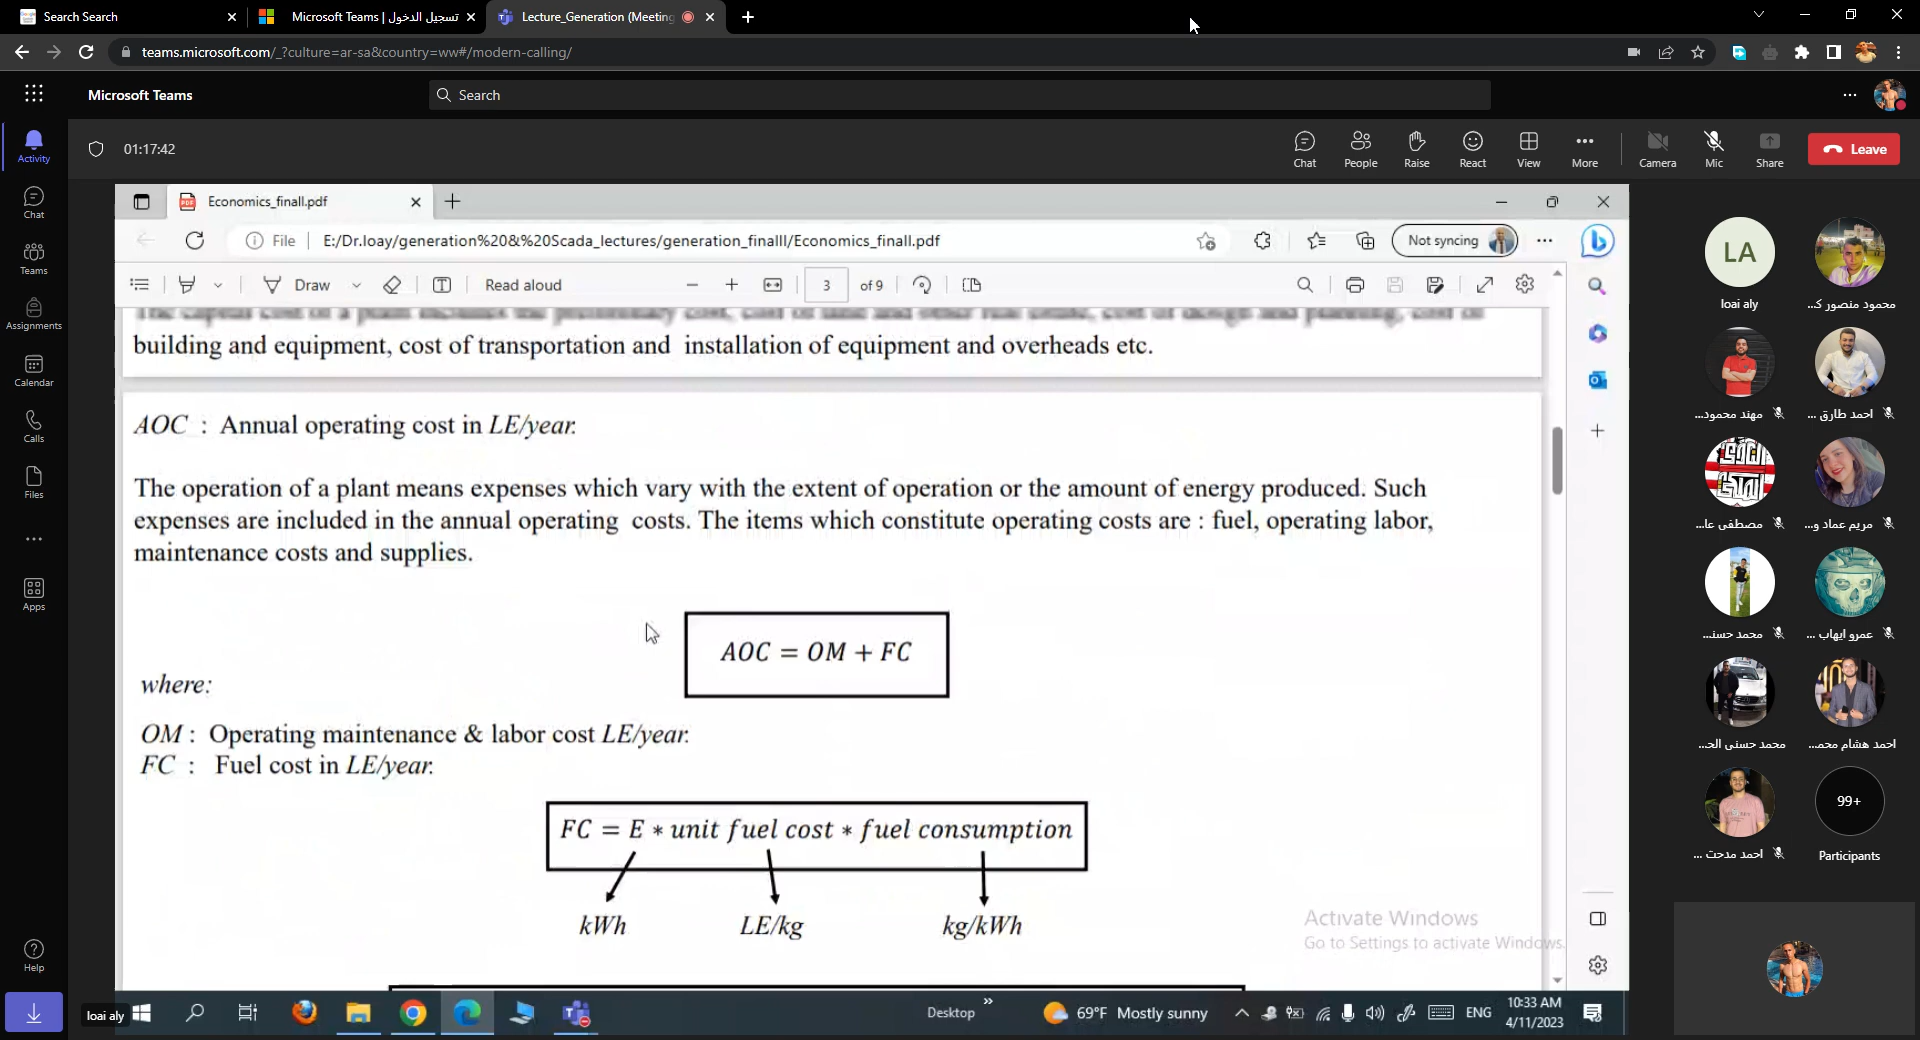 Search Search
Microsoft Teams | تسجيل الدخول
Lecture_Generation (Meeting
teams.microsoft.com/_?culture=ar-sa&country=ww#/modern-calling/
Microsoft Teams
Search
01:17:42
Chat
People
Raise
React
View
More
Camera
Mic
Share
Leave
Activity
Chat
Teams
Assignments
Calendar
Calls
Files
Apps
Help
Economics_finall.pdf
File
E:/Dr.loay/generation%20&%20Scada_lectures/generation_finalll/Economics_finall.pdf
Not syncing
Draw
Read aloud
3
of 9
building and equipment, cost of transportation and installation of equipment and overheads etc.
AOC : Annual operating cost in LE/year.
The operation of a plant means expenses which vary with the extent of operation or the amount of energy produced. Such
expenses are included in the annual operating costs. The items which constitute operating costs are : fuel, operating labor,
maintenance costs and supplies.
AOC = OM + FC
where:
OM : Operating maintenance & labor cost LE/year.
FC : Fuel cost in LE/year.
FC = E * unit fuel cost * fuel consumption
kWh
LE/kg
kg/kWh
Activate Windows
Go to Settings to activate Windows.
loai aly
Desktop
69°F Mostly sunny
ENG
10:33 AM
4/11/2023
LA
loai aly
محمود منصور ک...
مهند محمود...
احمد طارق ...
مصطفى عا...
مريم عماد و...
محمد حسنـ...
عمرو ايهاب ...
محمد حسنى الحـ...
احمد هشام محمـ...
احمد مدحت ...
99+
Participants